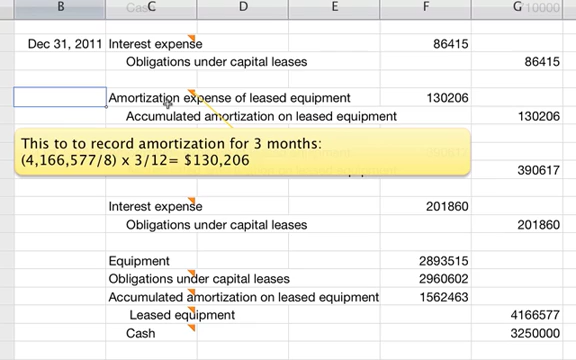 B C D E F G
Cash 710000
Dec 31, 2011 Interest expense 86415
Obligations under capital leases 86415
Amortization expense of leased equipment 130206
Accumulated amortization on leased equipment 130206
This to to record amortization for 3 months:
(4,166,577/8) x 3/12= $130,206
390617
Interest expense 201860
Obligations under capital leases 201860
Equipment 2893515
Obligations under capital leases 2960602
Accumulated amortization on leased equipment 1562463
Leased equipment 4166577
Cash 3250000